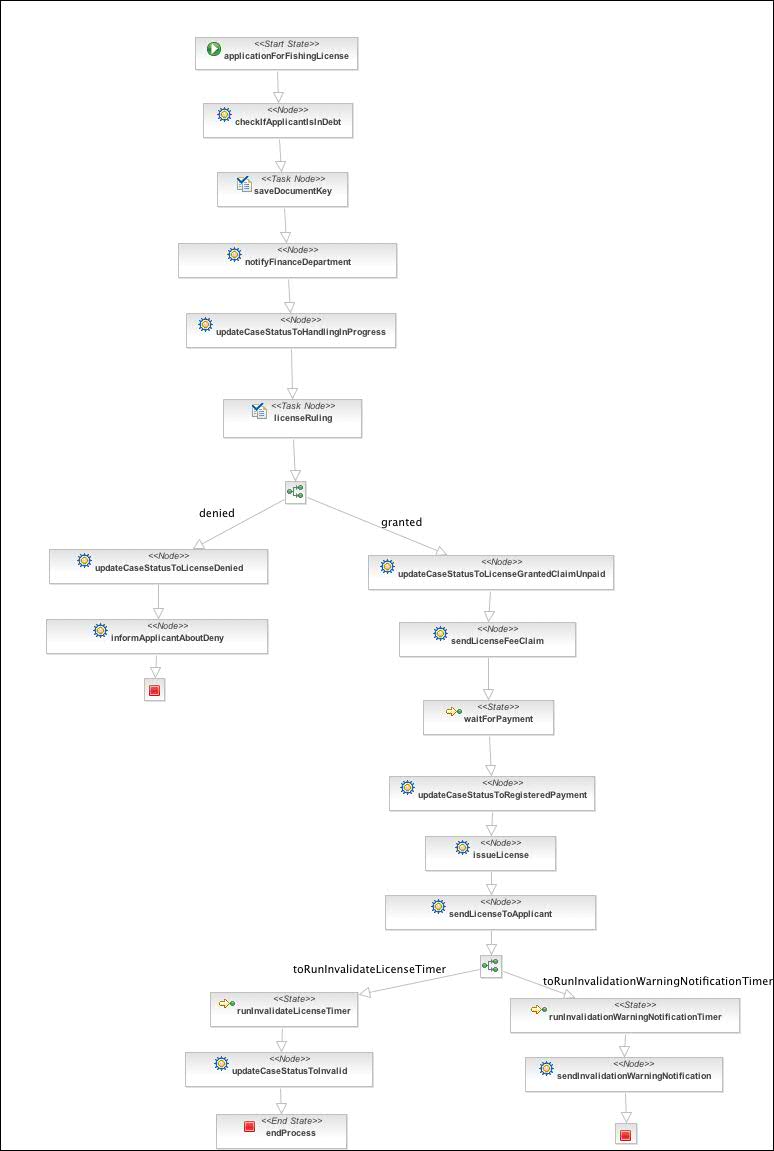 <<Start State>>
applicationForFishingLicense
<<Node>>
checkIfApplicantIsInDebt
<<Task Node>>
saveDocumentKey
<<Node>>
notifyFinanceDepartment
<<Node>>
updateCaseStatusToHandlingInProgress
<<Task Node>>
licenseRuling
denied
granted
<<Node>>
updateCaseStatusToLicenseDenied
<<Node>>
informApplicantAboutDeny
<<Node>>
updateCaseStatusToLicenseGrantedClaimUnpaid
<<Node>>
sendLicenseFeeClaim
<<State>>
waitForPayment
<<Node>>
updateCaseStatusToRegisteredPayment
<<Node>>
issueLicense
<<Node>>
sendLicenseToApplicant
toRunInvalidateLicenseTimer
toRunInvalidationWarningNotificationTimer
<<State>>
runInvalidateLicenseTimer
<<Node>>
updateCaseStatusToInvalid
<<End State>>
endProcess
<<State>>
runInvalidationWarningNotificationTimer
<<Node>>
sendInvalidationWarningNotification